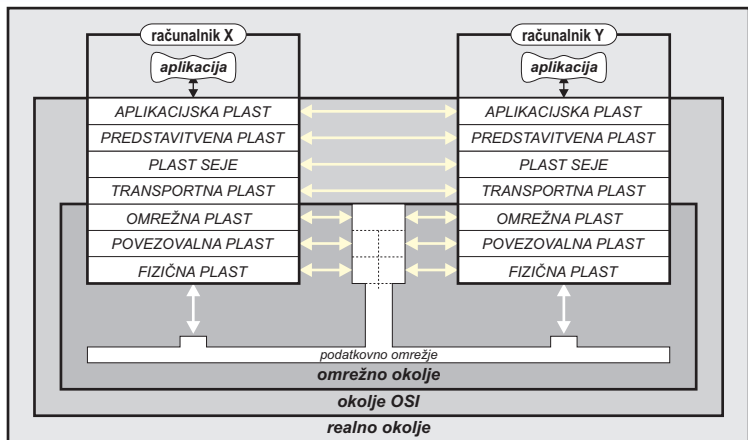 računalnik X
računalnik Y
aplikacija
aplikacija
APLIKACIJSKA PLAST
APLIKACIJSKA PLAST
PREDSTAVITVENA PLAST
PREDSTAVITVENA PLAST
PLAST SEJE
PLAST SEJE
TRANSPORTNA PLAST
TRANSPORTNA PLAST
OMREŽNA PLAST
OMREŽNA PLAST
POVEZOVALNA PLAST
POVEZOVALNA PLAST
FIZIČNA PLAST
FIZIČNA PLAST
podatkovno omrežje
omrežno okolje
okolje OSI
realno okolje